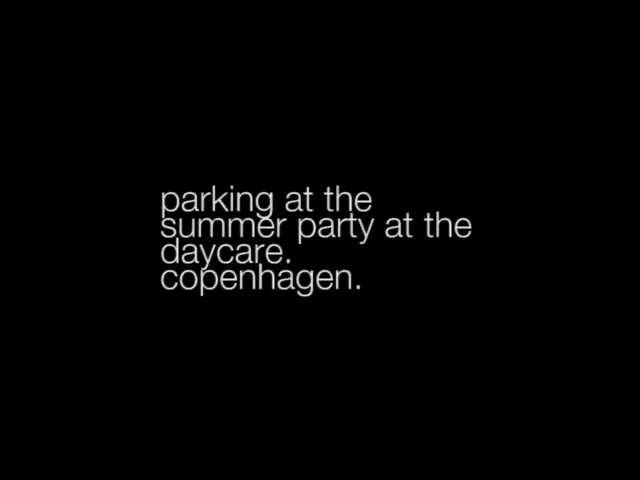 parking at the
summer party at the
daycare.
copenhagen.